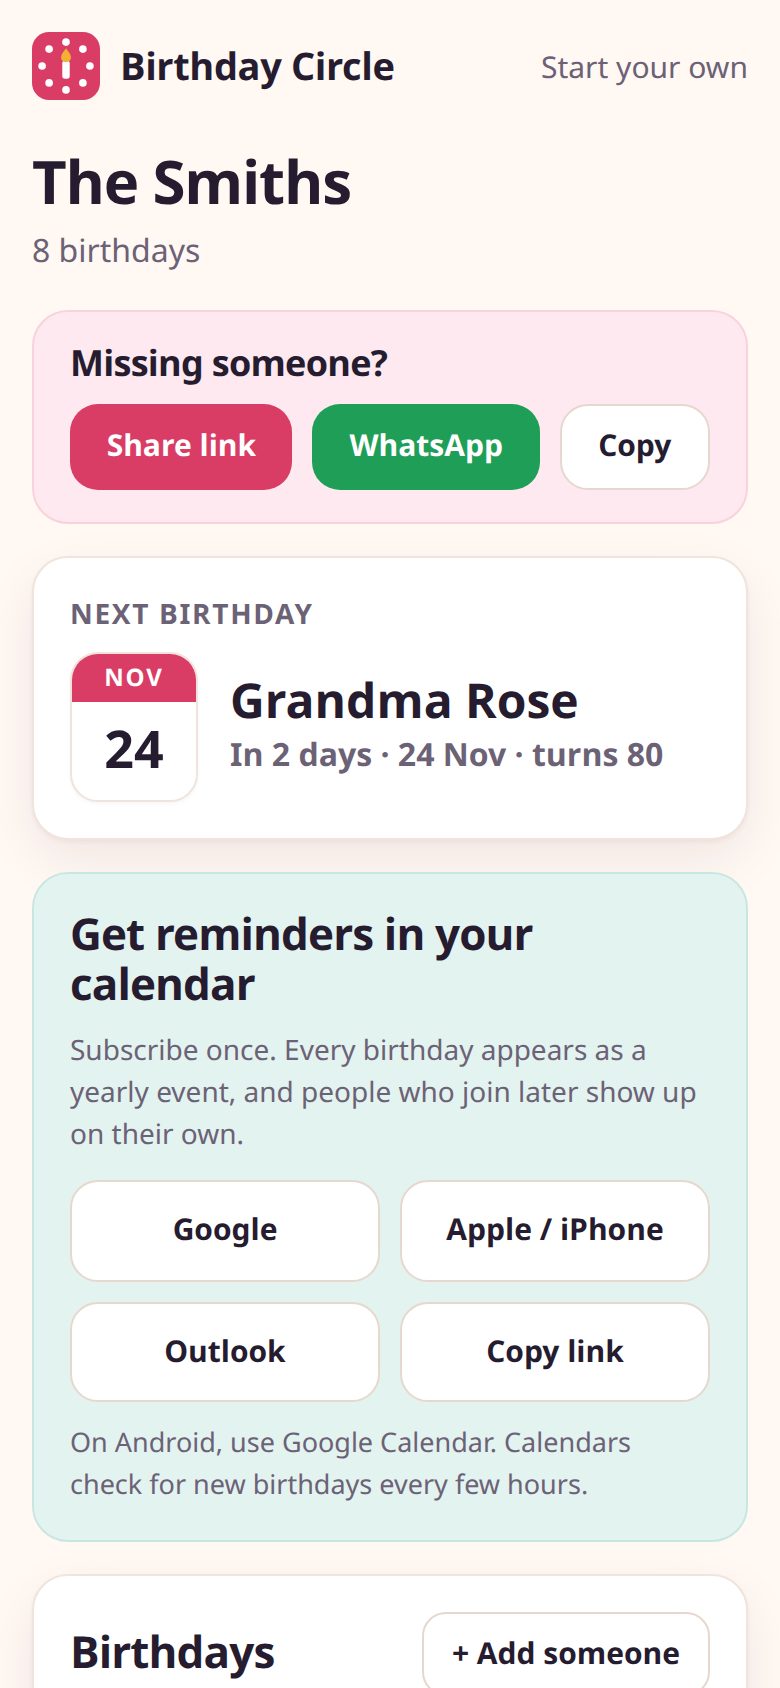 Birthday Circle
Start your own
The Smiths
8 birthdays
Missing someone?
Share link
WhatsApp
Copy
NEXT BIRTHDAY
NOV
24
Grandma Rose
In 2 days · 24 Nov · turns 80
Get reminders in your
calendar
Subscribe once. Every birthday appears as a
yearly event, and people who join later show up
on their own.
Google
Apple / iPhone
Outlook
Copy link
On Android, use Google Calendar. Calendars
check for new birthdays every few hours.
Birthdays
+ Add someone